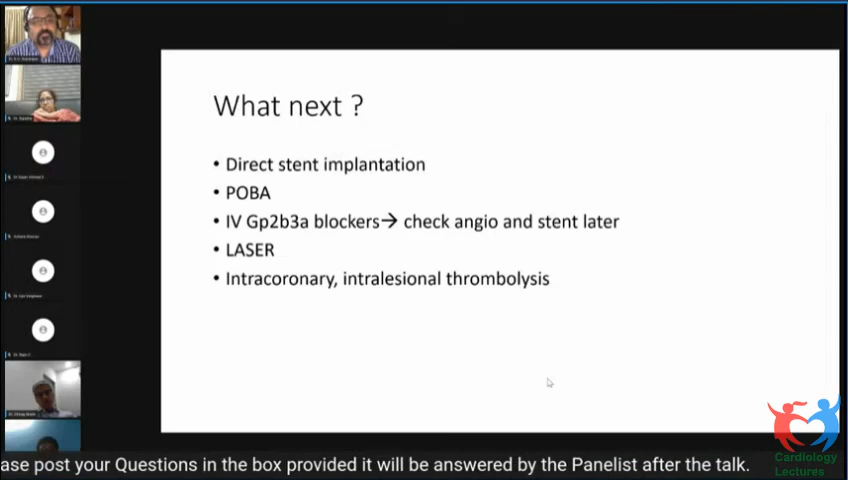 What next ?
• Direct stent implantation
• POBA
• IV Gp2b3a blockers→ check angio and stent later
• LASER
• Intracoronary, intralesional thrombolysis
Cardiology
Lectures
ase post your Questions in the box provided it will be answered by the Panelist after the talk.